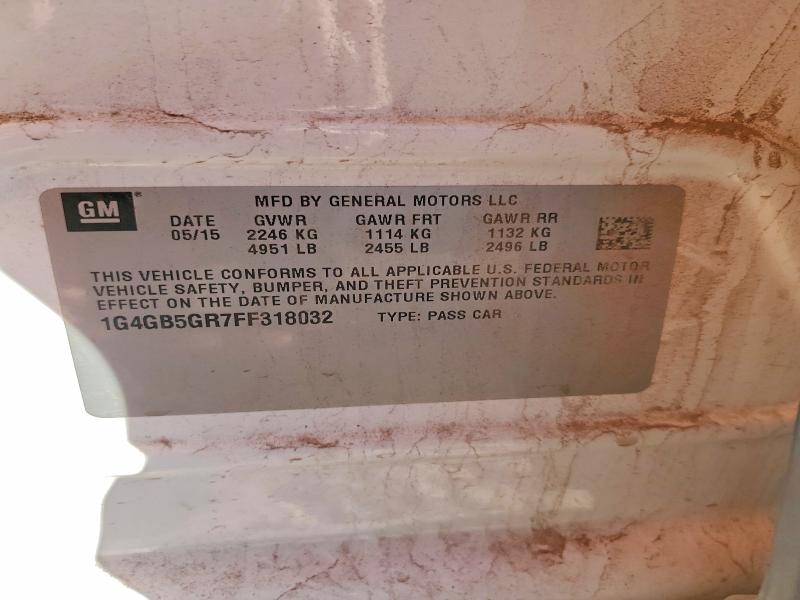 GM®
MFD BY GENERAL MOTORS LLC
DATE GVWR GAWR FRT GAWR RR
05/15 2246 KG 1114 KG 1132 KG
4951 LB 2455 LB 2496 LB
THIS VEHICLE CONFORMS TO ALL APPLICABLE U.S. FEDERAL MOTOR
VEHICLE SAFETY, BUMPER, AND THEFT PREVENTION STANDARDS IN
EFFECT ON THE DATE OF MANUFACTURE SHOWN ABOVE.
1G4GB5GR7FF318032 TYPE: PASS CAR